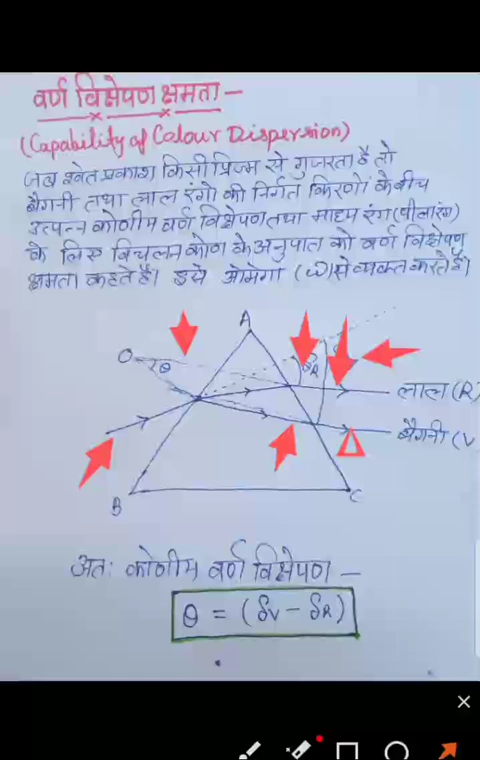 वर्ण विक्षेपण क्षमता –
(Capability of Colour Dispersion)
जब श्वेत प्रकाश किसी प्रिज्म से गुजरता है तो
बैगनी तथा लाल रंगो की निर्गत किरणों के बीच
उत्पन्न कोणीय वर्ण विक्षेपण तथा माध्य रंग (पीला रंग)
के लिए विचलन कोण के अनुपात को वर्ण विक्षेपण
क्षमता कहते है। इसे ओमेगा (ω) से व्यक्त करते है।
A
O
θ
δR
लाल (R)
बैगनी (V
B
C
अतः कोणीय वर्ण विक्षेपण –
θ = (δV – δR)